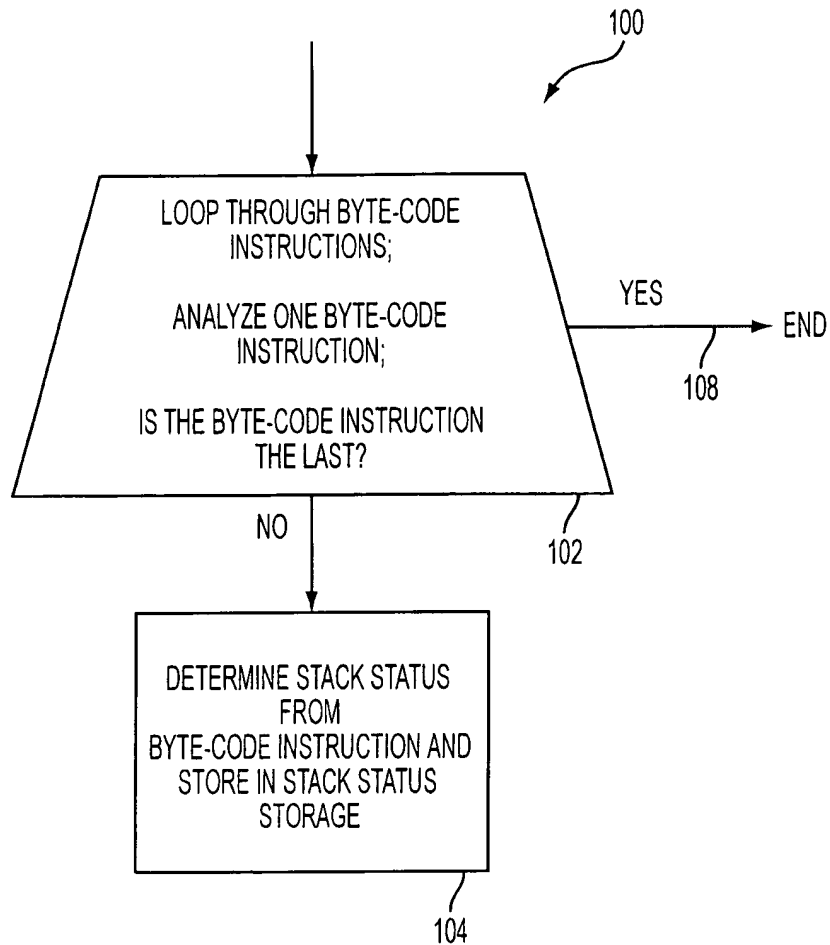 100
LOOP THROUGH BYTE-CODE
INSTRUCTIONS;
ANALYZE ONE BYTE-CODE
INSTRUCTION;
IS THE BYTE-CODE INSTRUCTION
THE LAST?
YES
END
108
NO
102
DETERMINE STACK STATUS
FROM
BYTE-CODE INSTRUCTION AND
STORE IN STACK STATUS
STORAGE
104